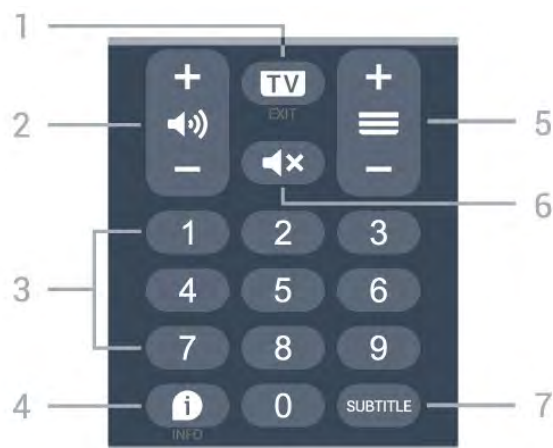 1
+ TV +
EXIT
2 5
- -
6
1 2 3
3
4 5 6
7 8 9
4 i 0 SUBTITLE 7
INFO